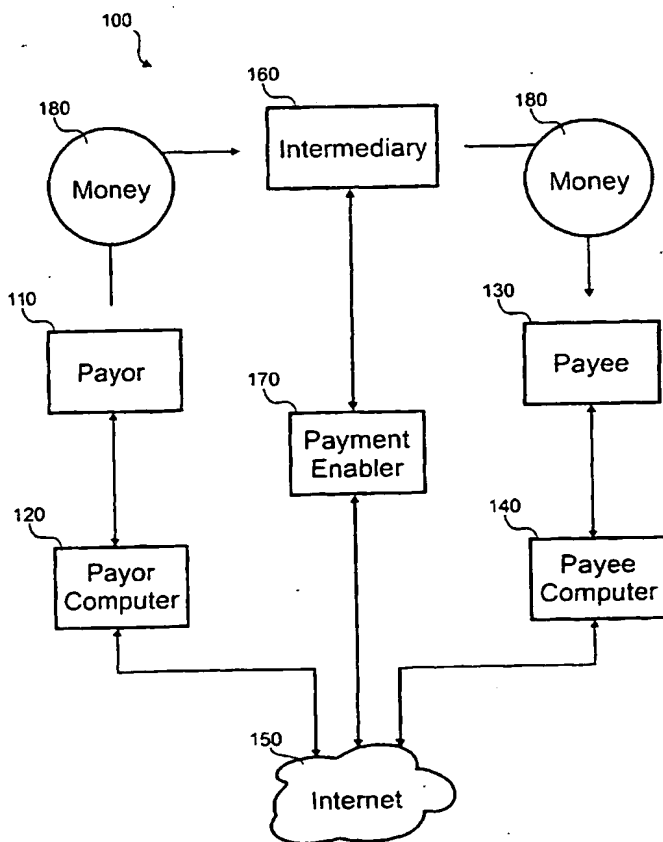 100
160
180
180
Intermediary
Money
Money
110
130
Payor
170
Payee
Payment
Enabler
120
140
Payor
Computer
Payee
Computer
150
Internet